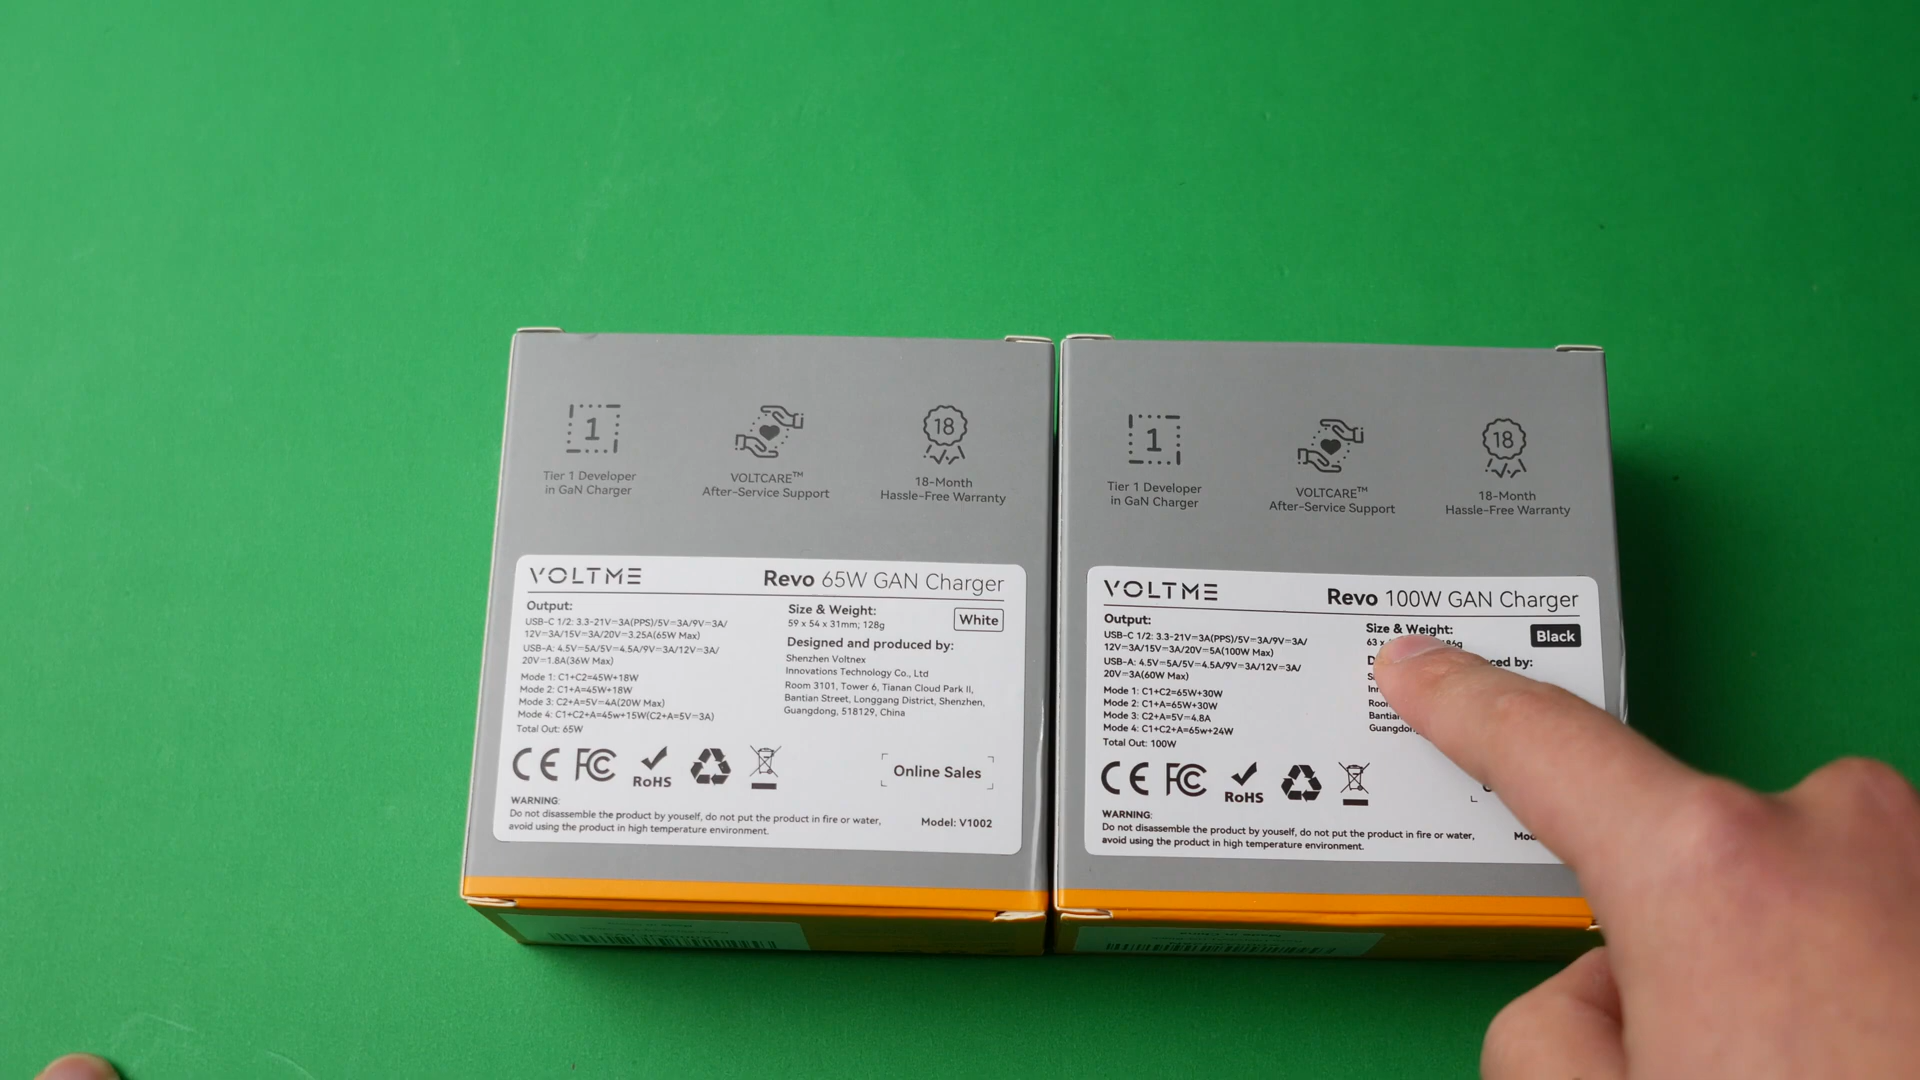 1
Tier 1 Developer
in GaN Charger
VOLTCARE™
After-Service Support
18
18-Month
Hassle-Free Warranty
VOLTME
Revo 65W GAN Charger
Output:
USB-C 1/2: 3.3-21V=3A(PPS)/5V=3A/9V=3A/
12V=3A/15V=3A/20V=3.25A(65W Max)
USB-A: 4.5V=5A/5V=4.5A/9V=3A/12V=3A/
20V=1.8A(36W Max)
Mode 1: C1+C2=45W+18W
Mode 2: C1+A=45W+18W
Mode 3: C2+A=5V=4A(20W Max)
Mode 4: C1+C2+A=45w+15W(C2+A=5V=3A)
Total Out: 65W
Size & Weight:
59 x 54 x 31mm; 128g
White
Designed and produced by:
Shenzhen Voltnex
Innovations Technology Co., Ltd
Room 3101, Tower 6, Tianan Cloud Park II,
Bantian Street, Longgang District, Shenzhen,
Guangdong, 518129, China
CE FC RoHS
Online Sales
WARNING:
Do not disassemble the product by youself, do not put the product in fire or water,
avoid using the product in high temperature environment.
Model: V1002
1
Tier 1 Developer
in GaN Charger
VOLTCARE™
After-Service Support
18
18-Month
Hassle-Free Warranty
VOLTME
Revo 100W GAN Charger
Output:
USB-C 1/2: 3.3-21V=3A(PPS)/5V=3A/9V=3A/
12V=3A/15V=3A/20V=5A(100W Max)
USB-A: 4.5V=5A/5V=4.5A/9V=3A/12V=3A/
20V=3A(60W Max)
Mode 1: C1+C2=65W+30W
Mode 2: C1+A=65W+30W
Mode 3: C2+A=5V=4.8A
Mode 4: C1+C2+A=65w+24W
Total Out: 100W
Size & Weight:
63 x
Black
by:
CE FC RoHS
WARNING:
Do not disassemble the product by youself, do not put the product in fire or water,
avoid using the product in high temperature environment.